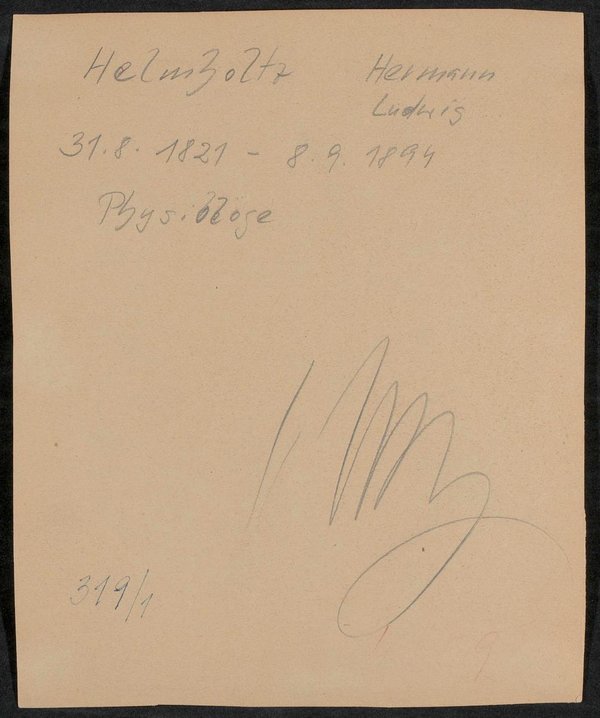 Helmholtz Hermann
Ludwig
31.8. 1821 - 8.9. 1894
Physiologe
319/1